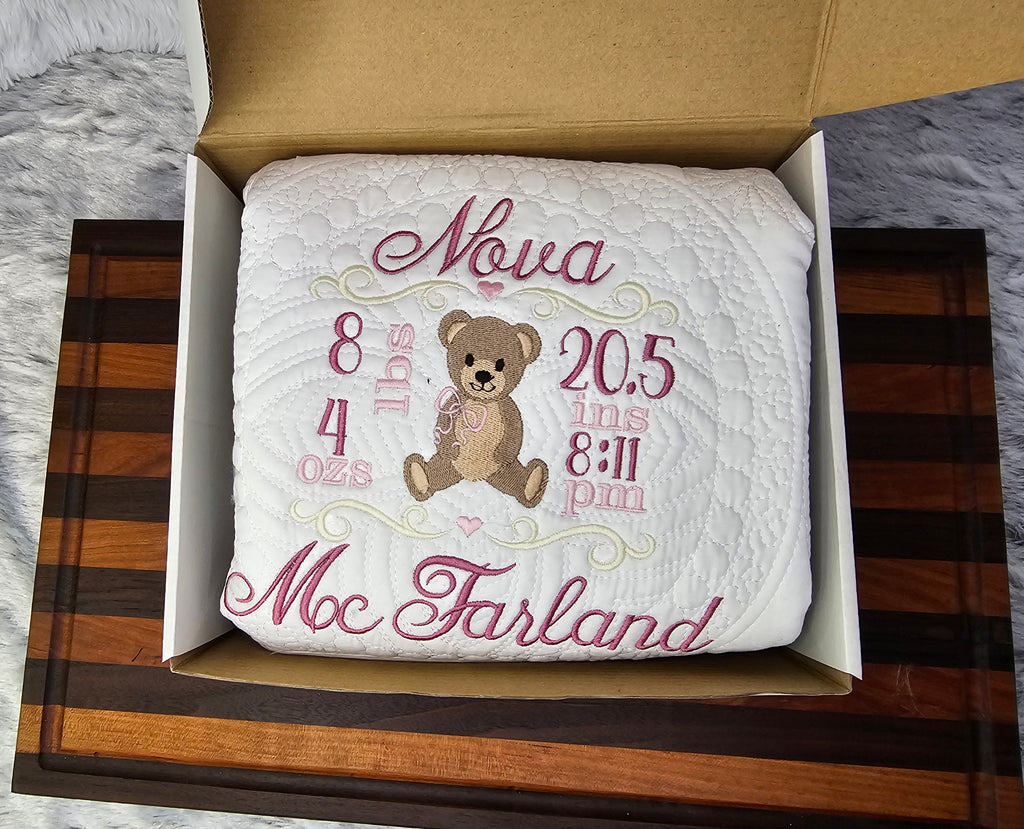 Nova
8 lbs
4
ozs
20.5
ins
8:11
pm
Mc Farland